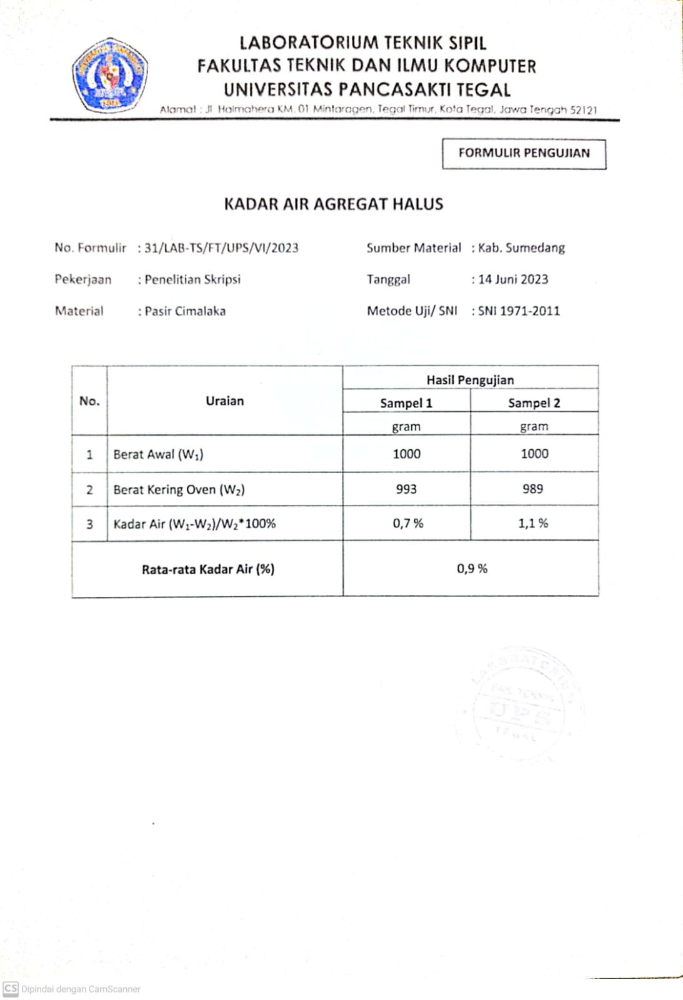 LABORATORIUM TEKNIK SIPIL
FAKULTAS TEKNIK DAN ILMU KOMPUTER
UNIVERSITAS PANCASAKTI TEGAL
Alamat : Jl Halmahera KM. 01 Mintaragen, Tegal Timur, Kota Tegal, Jawa Tengah 52121
FORMULIR PENGUJIAN
KADAR AIR AGREGAT HALUS
No. Formulir : 31/LAB-TS/FT/UPS/VI/2023 Sumber Material : Kab. Sumedang
Pekerjaan : Penelitian Skripsi Tanggal : 14 Juni 2023
Material : Pasir Cimalaka Metode Uji/ SNI : SNI 1971-2011
No. Uraian Hasil Pengujian
Sampel 1 Sampel 2
gram gram
1 Berat Awal (W₁) 1000 1000
2 Berat Kering Oven (W₂) 993 989
3 Kadar Air (W₁-W₂)/W₂*100% 0,7 % 1,1 %
Rata-rata Kadar Air (%) 0,9 %
LABORATORIUM
FAK. TEKNIK
UPS
TEGAL
CS Dipindai dengan CamScanner